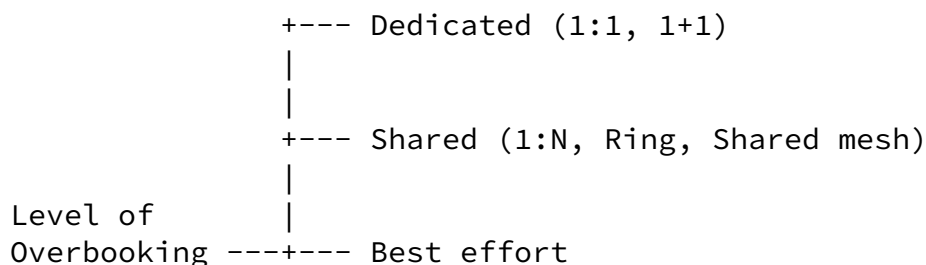 +--- Dedicated (1:1, 1+1)
|
|
+--- Shared (1:N, Ring, Shared mesh)
|
Level of |
Overbooking ---+--- Best effort